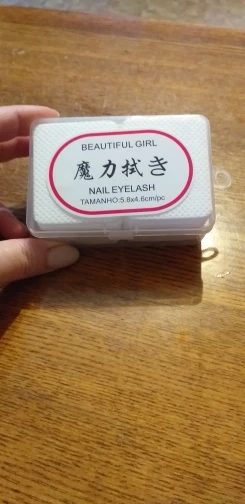 BEAUTIFUL GIRL
魔力拭き
NAIL EYELASH
TAMANHO:5.8x4.6cm/pc